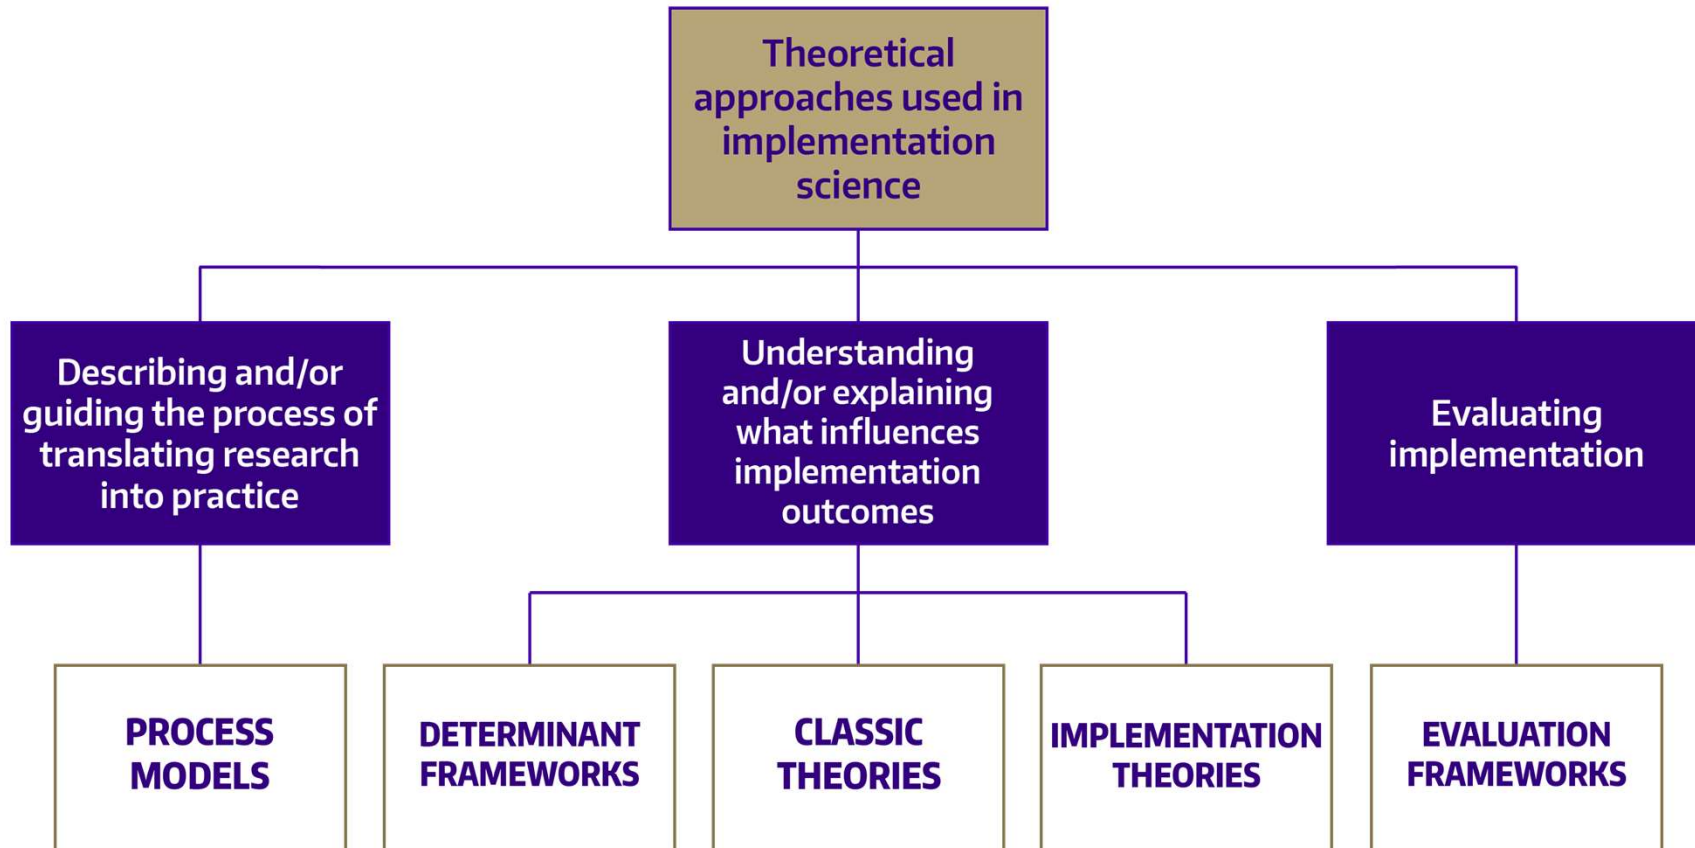 Theoretical
approaches used in
implementation
science
Describing and/or
guiding the process of
translating research
into practice
Understanding
and/or explaining
what influences
implementation
outcomes
Evaluating
implementation
PROCESS
MODELS
DETERMINANT
FRAMEWORKS
CLASSIC
THEORIES
IMPLEMENTATION
THEORIES
EVALUATION
FRAMEWORKS